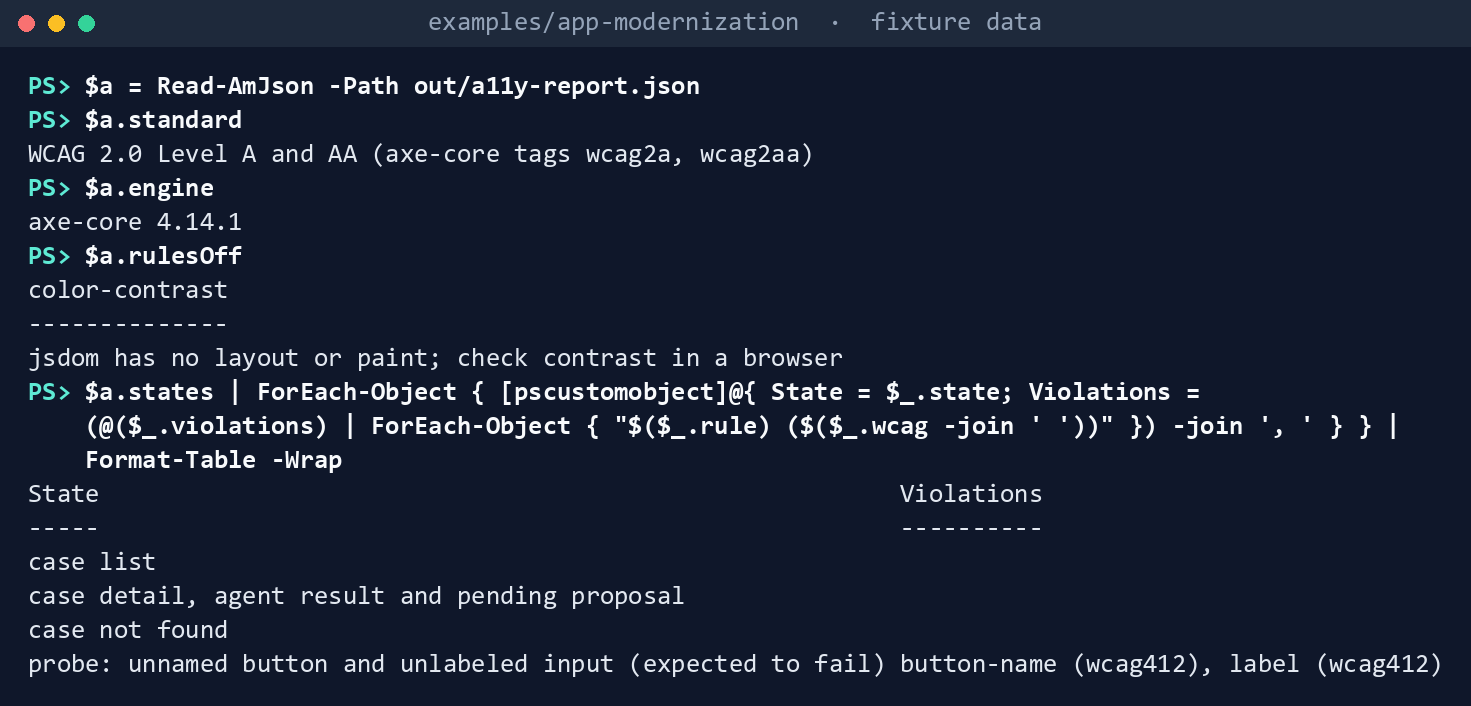 examples/app-modernization · fixture data
PS> $a = Read-AmJson -Path out/a11y-report.json
PS> $a.standard
WCAG 2.0 Level A and AA (axe-core tags wcag2a, wcag2aa)
PS> $a.engine
axe-core 4.14.1
PS> $a.rulesOff
color-contrast
--------------
jsdom has no layout or paint; check contrast in a browser
PS> $a.states | ForEach-Object { [pscustomobject]@{ State = $_.state; Violations =
(@($_.violations) | ForEach-Object { "$($_.rule) ($($_.wcag -join ' '))" }) -join ', ' } } |
Format-Table -Wrap
State Violations
----- ----------
case list
case detail, agent result and pending proposal
case not found
probe: unnamed button and unlabeled input (expected to fail) button-name (wcag412), label (wcag412)